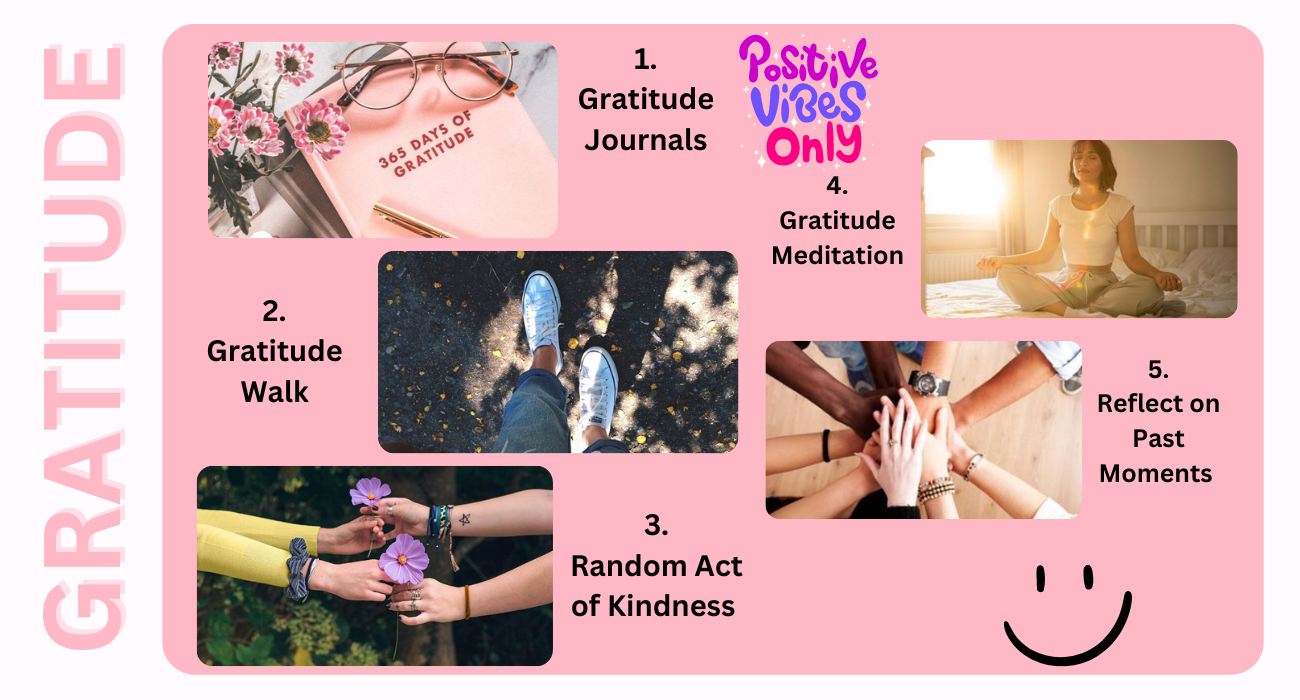 GRATITUDE
365 DAYS OF
GRATITUDE
1.
Gratitude
Journals
Positive
ViBes
Only
2.
Gratitude
Walk
3.
Random Act
of Kindness
4.
Gratitude
Meditation
5.
Reflect on
Past
Moments